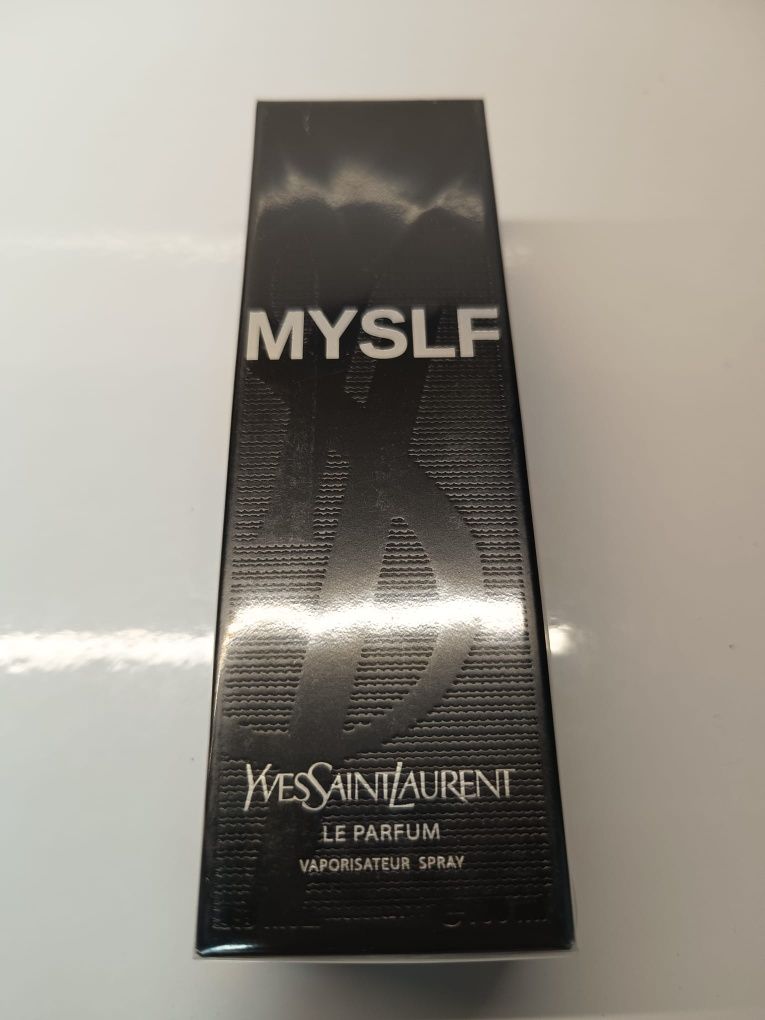 MYSLF
YVESSAINTLAURENT
LE PARFUM
VAPORISATEUR SPRAY